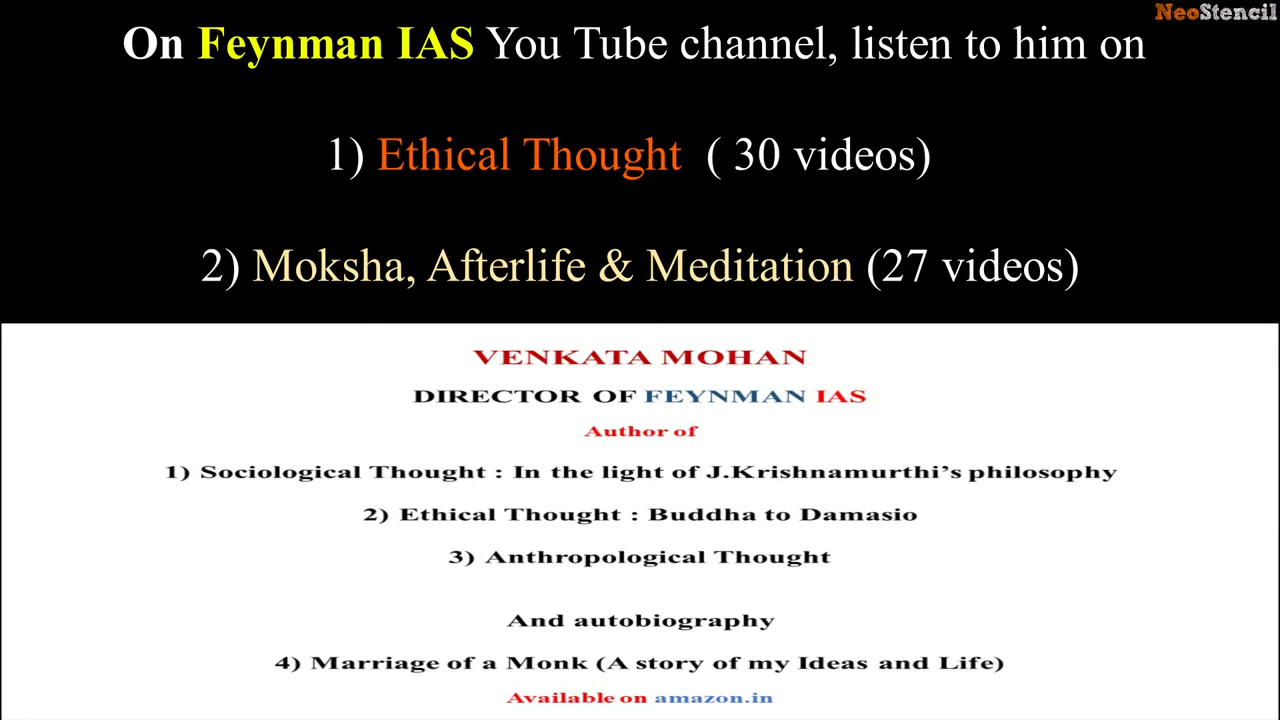 NeoStencil
On Feynman IAS You Tube channel, listen to him on
1) Ethical Thought ( 30 videos)
2) Moksha, Afterlife & Meditation (27 videos)
VENKATA MOHAN
DIRECTOR OF FEYNMAN IAS
Author of
1) Sociological Thought : In the light of J.Krishnamurthi's philosophy
2) Ethical Thought : Buddha to Damasio
3) Anthropological Thought
And autobiography
4) Marriage of a Monk (A story of my Ideas and Life)
Available on amazon.in